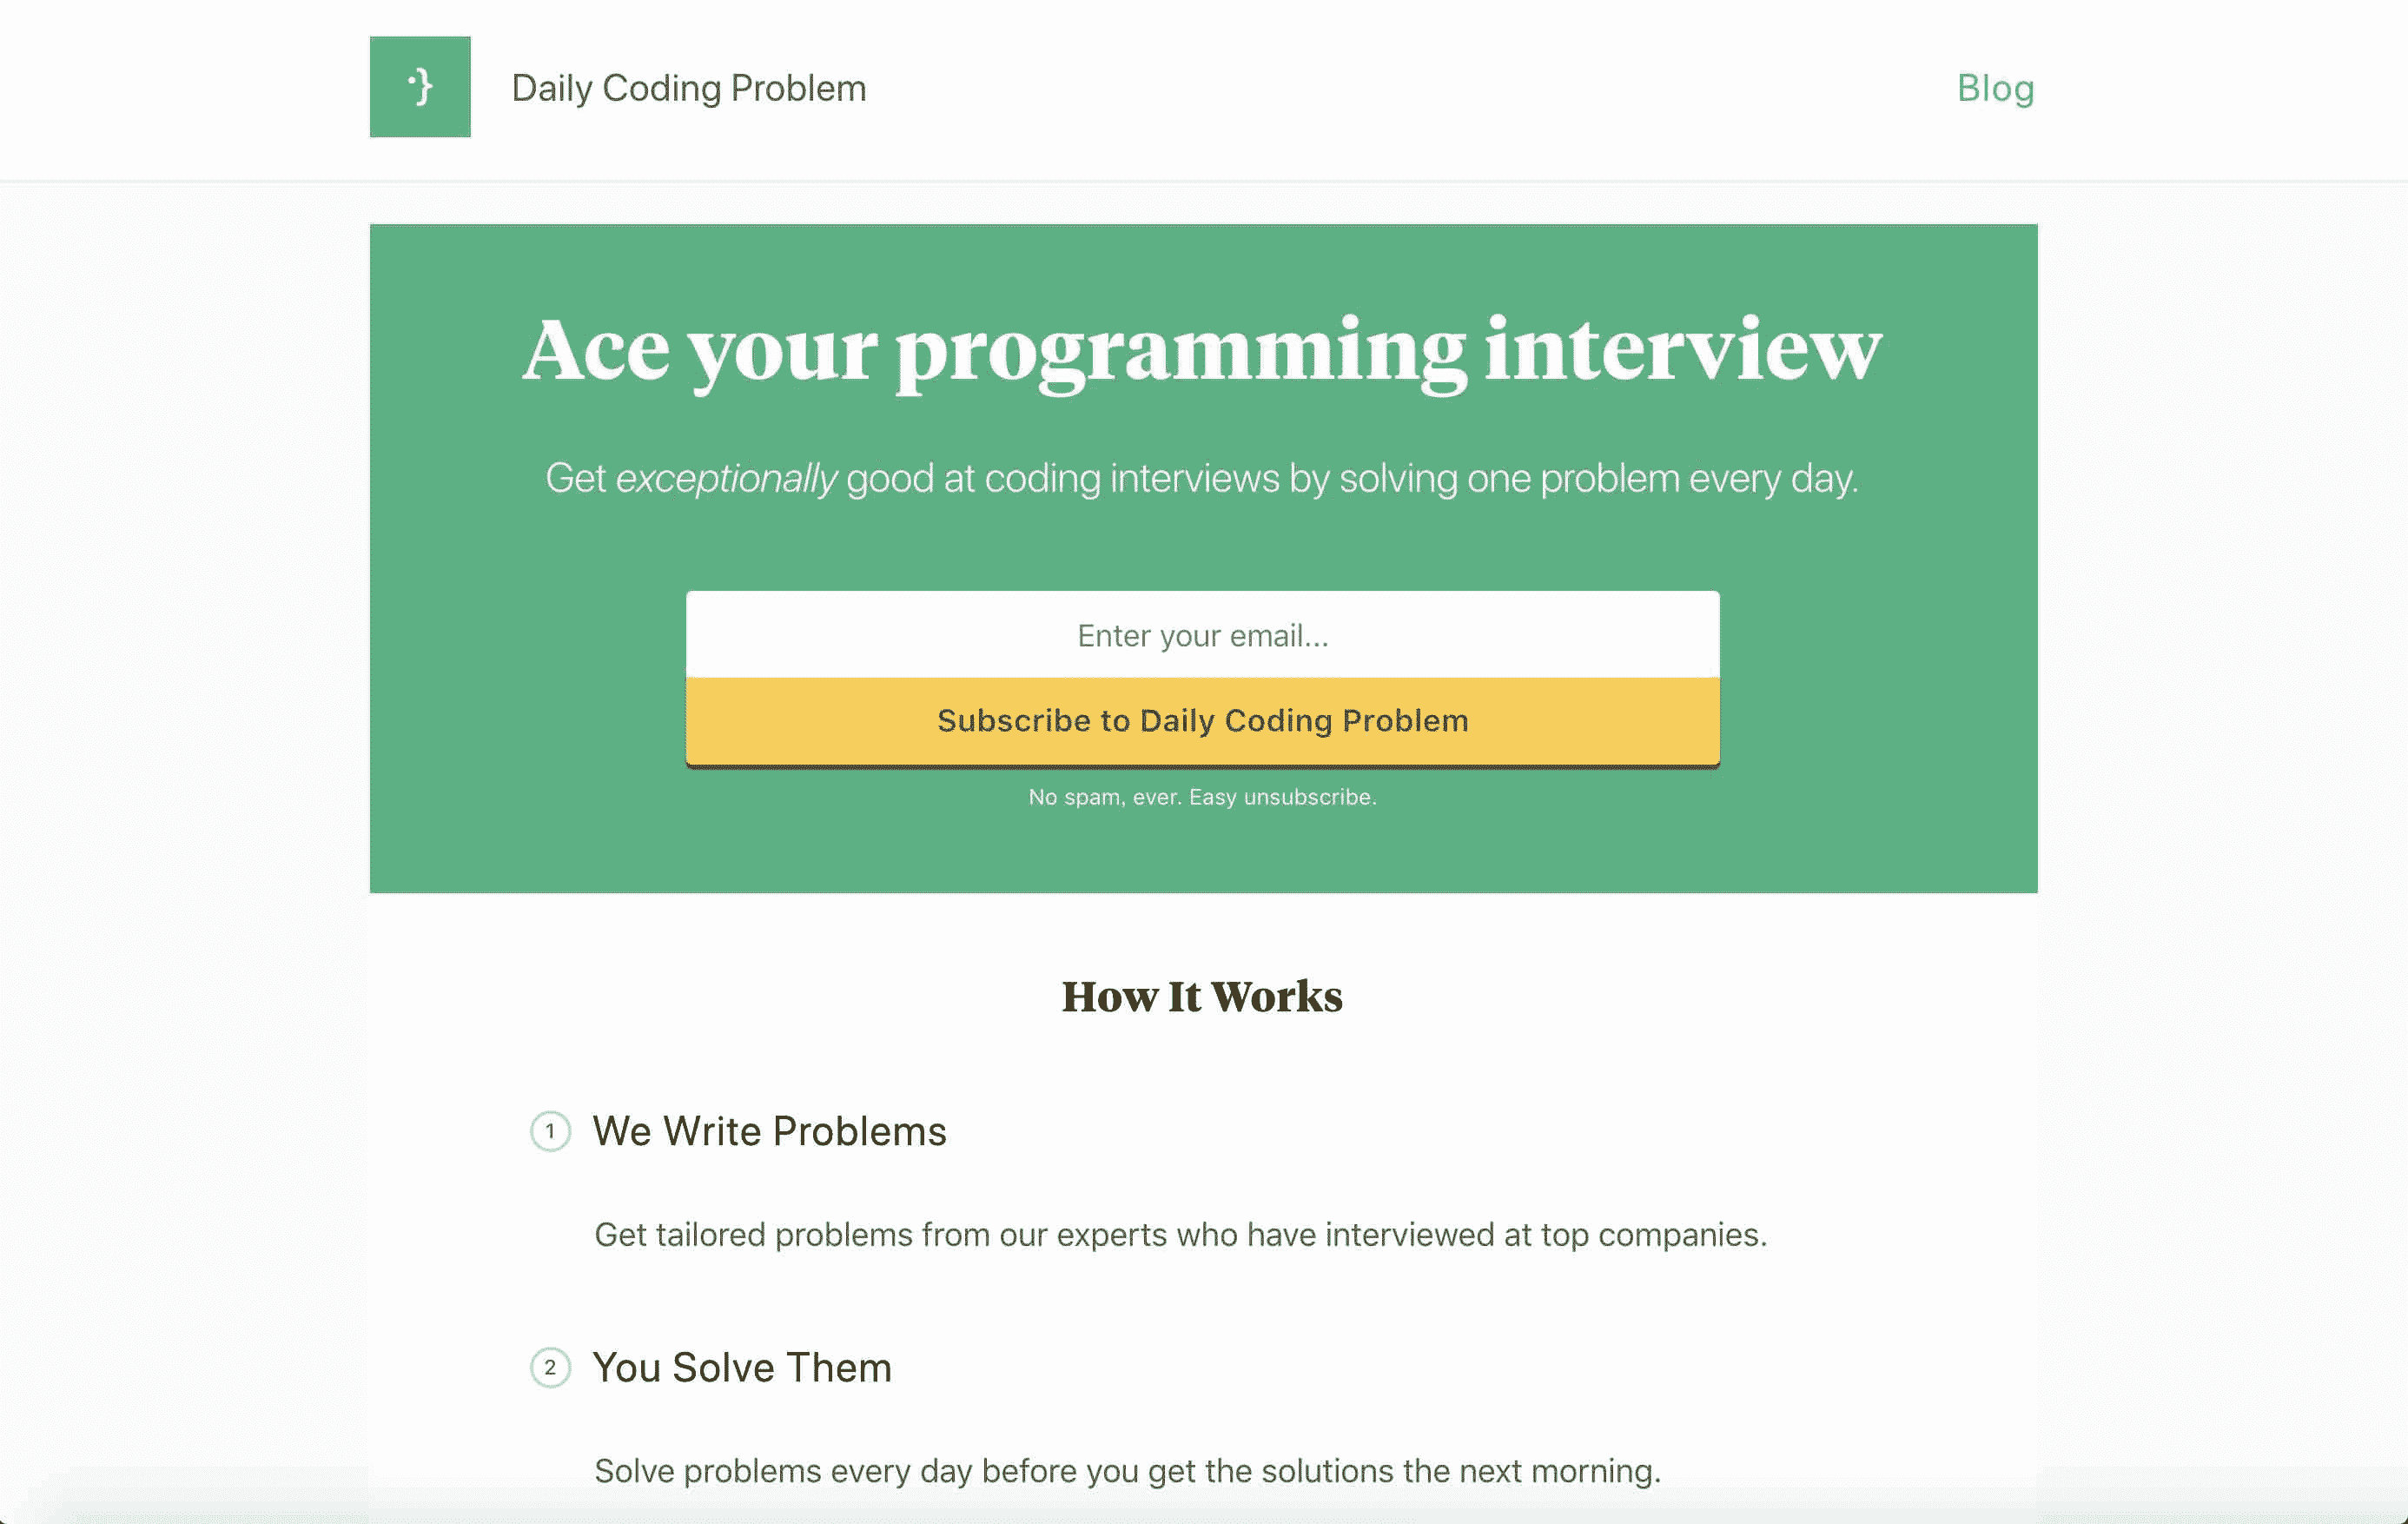 ·}
Daily Coding Problem
Blog
Ace your programming interview
Get exceptionally good at coding interviews by solving one problem every day.
Enter your email...
Subscribe to Daily Coding Problem
No spam, ever. Easy unsubscribe.
How It Works
1 We Write Problems
Get tailored problems from our experts who have interviewed at top companies.
2 You Solve Them
Solve problems every day before you get the solutions the next morning.